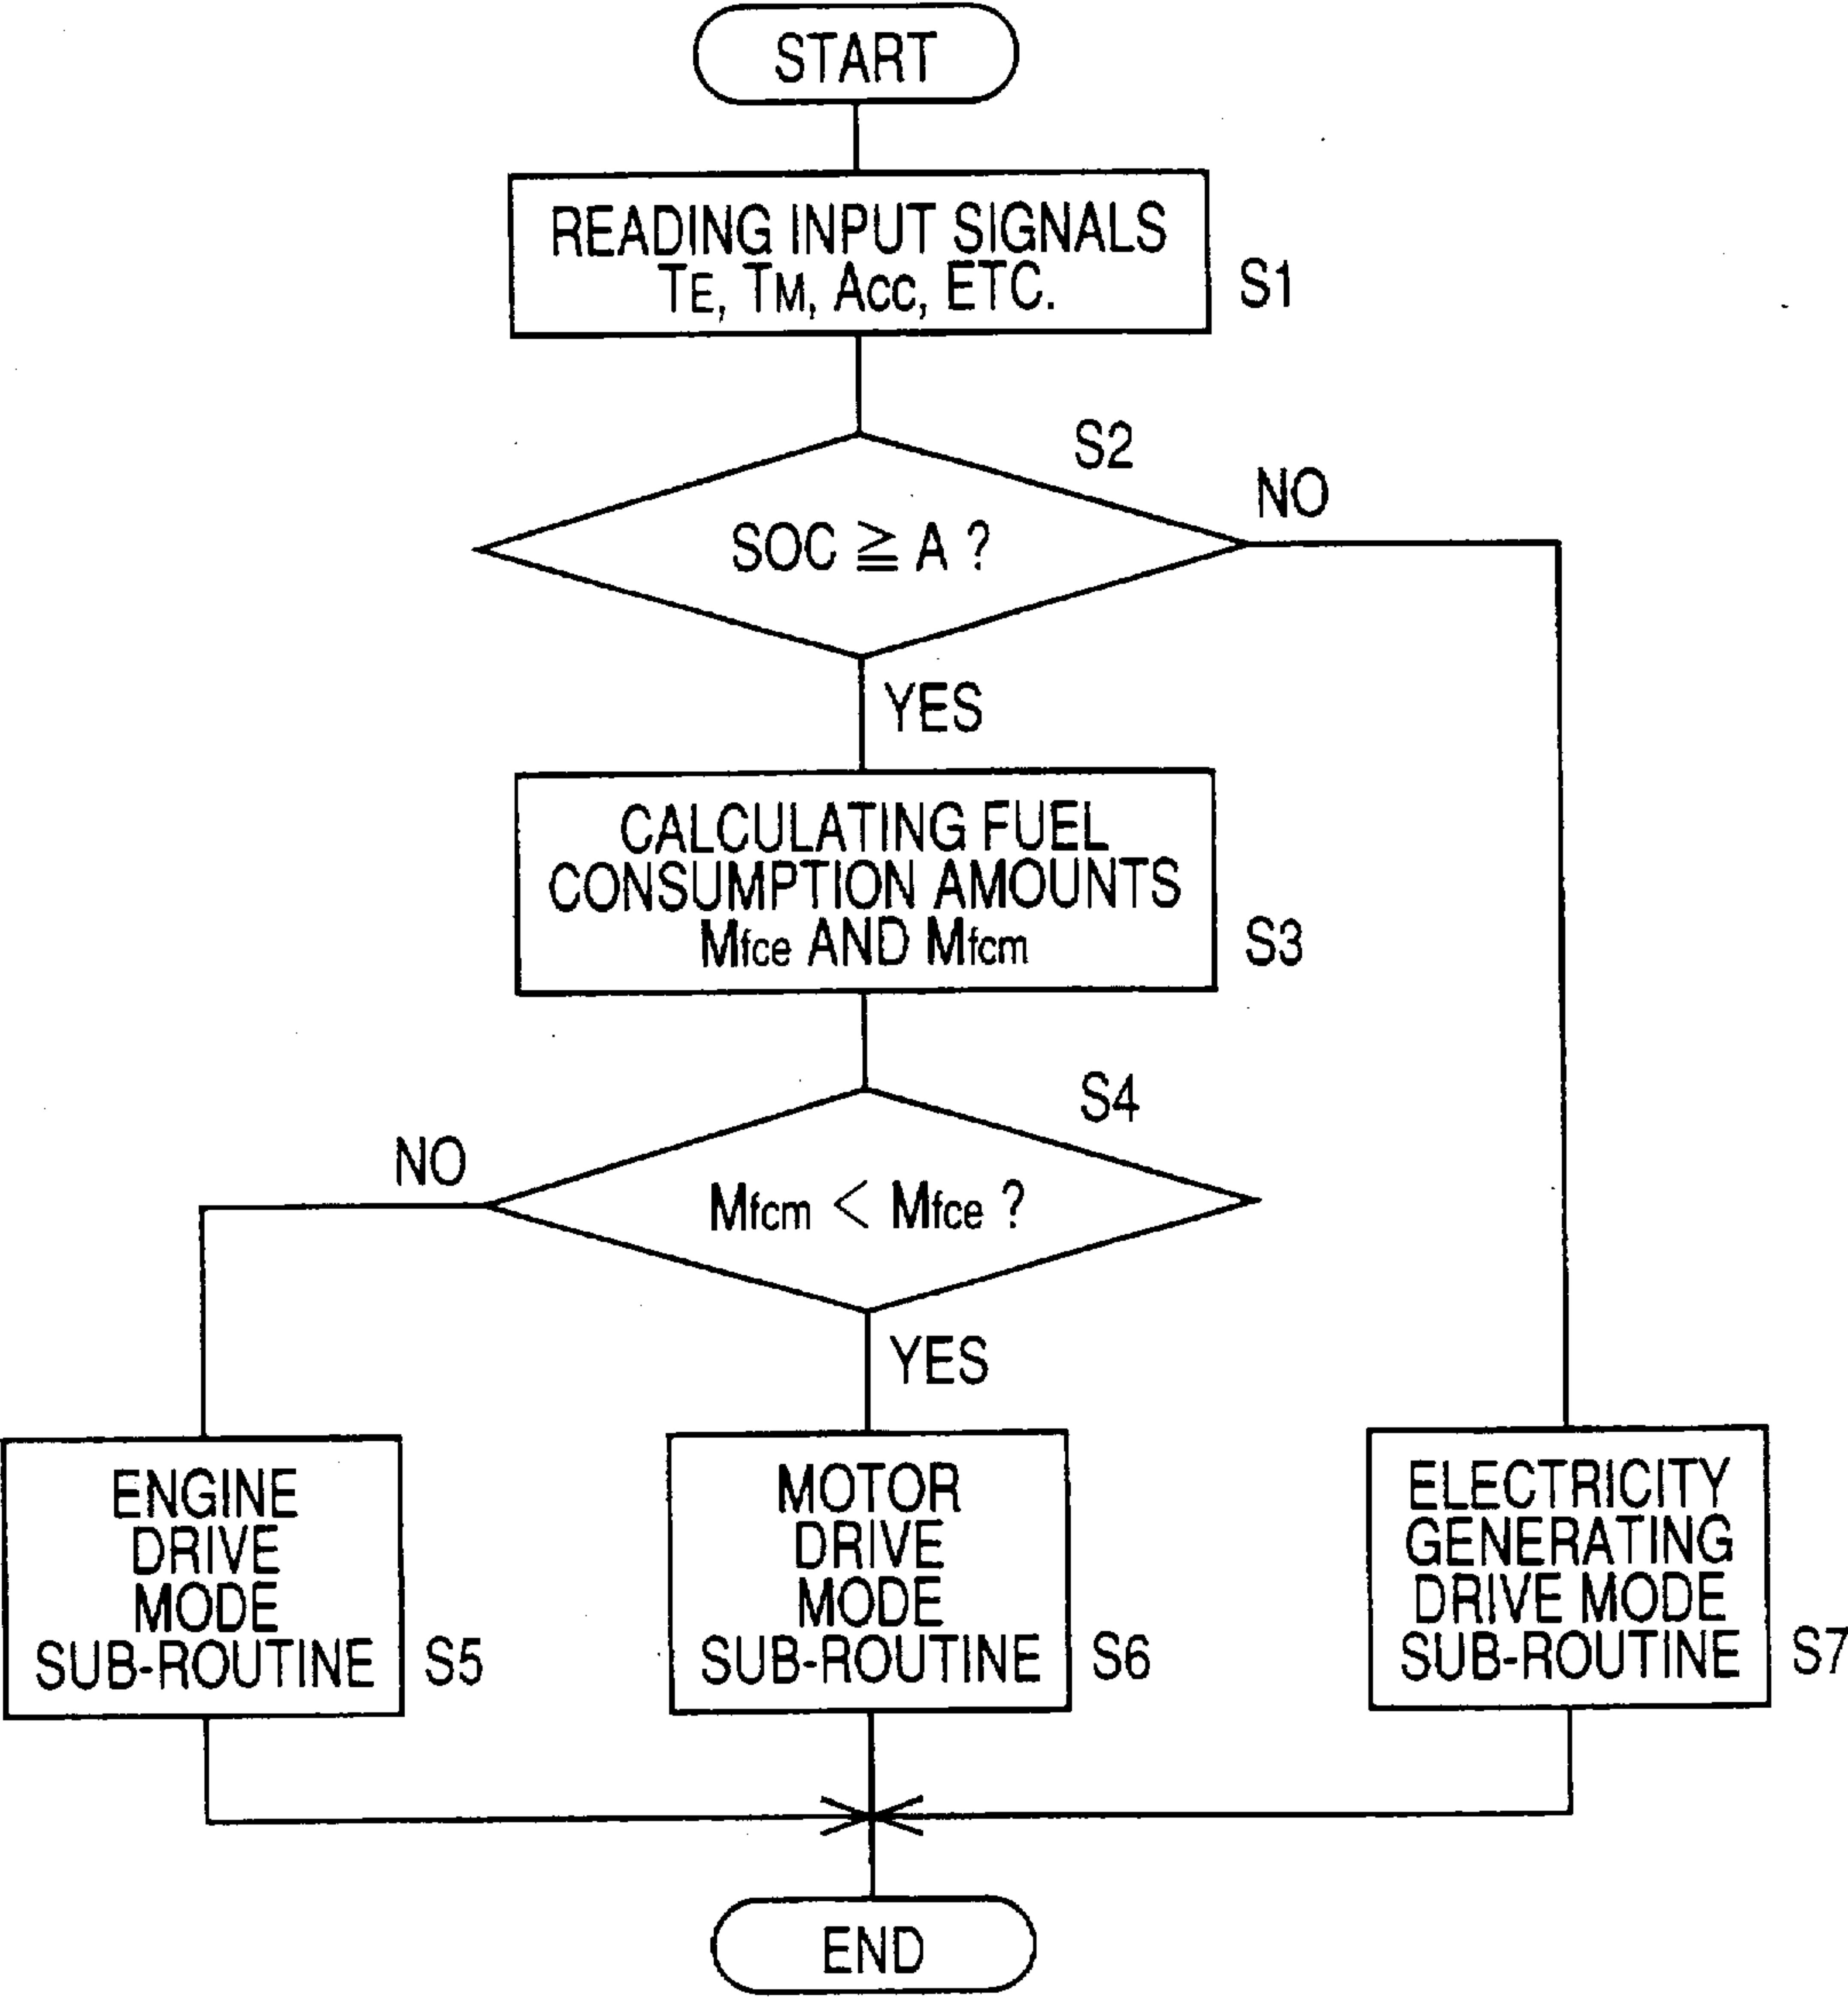 START
READING INPUT SIGNALS
TE, TM, ACC, ETC.
S1
S2
SOC ≧ A ?
NO
YES
CALCULATING FUEL
CONSUMPTION AMOUNTS
Mfce AND Mfcm
S3
S4
NO
Mfcm < Mfce ?
YES
ENGINE
DRIVE
MODE
SUB-ROUTINE
S5
MOTOR
DRIVE
MODE
SUB-ROUTINE
S6
ELECTRICITY
GENERATING
DRIVE MODE
SUB-ROUTINE
S7
END